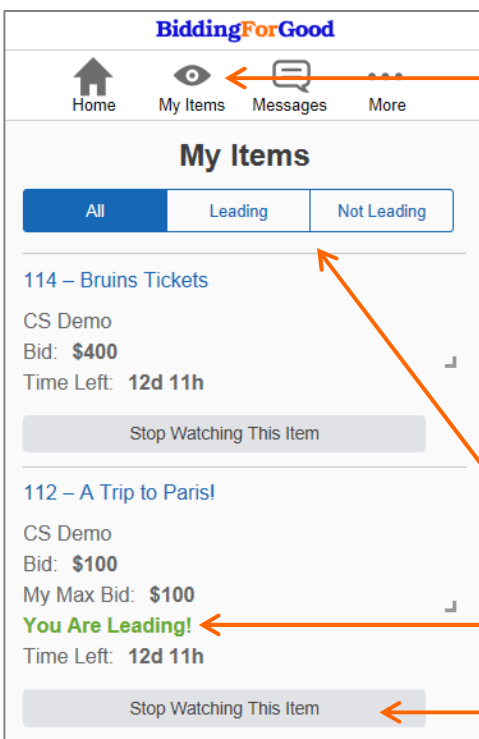 BiddingForGood
Home My Items Messages More
My Items
All Leading Not Leading
114 – Bruins Tickets
CS Demo
Bid: $400
Time Left: 12d 11h
Stop Watching This Item
112 – A Trip to Paris!
CS Demo
Bid: $100
My Max Bid: $100
You Are Leading!
Time Left: 12d 11h
Stop Watching This Item